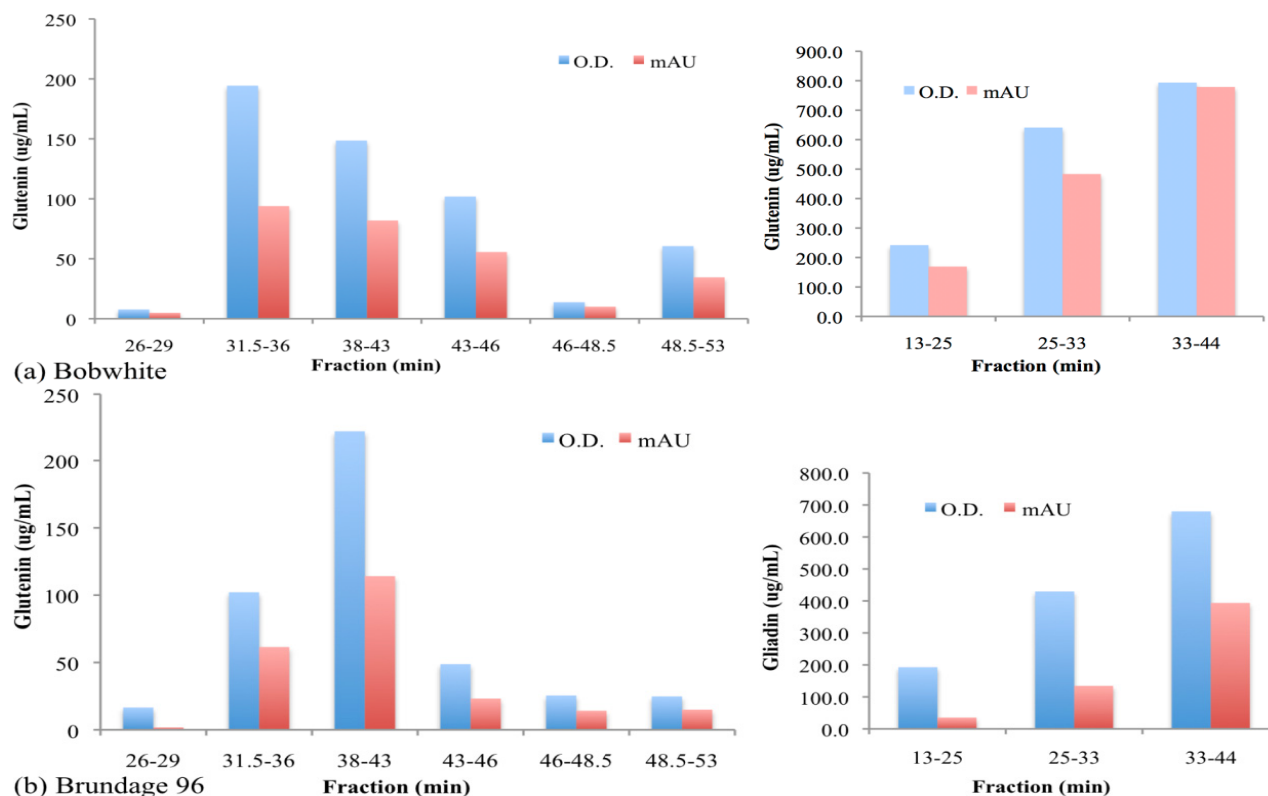 250
200
150
100
50
0
Glutenin (ug/mL)
O.D. mAU
26-29 31.5-36 38-43 43-46 46-48.5 48.5-53
Fraction (min)
(a) Bobwhite
900.0
800.0
700.0
600.0
500.0
400.0
300.0
200.0
100.0
0.0
Glutenin (ug/mL)
O.D. mAU
13-25 25-33 33-44
Fraction (min)
250
200
150
100
50
0
Glutenin (ug/mL)
O.D. mAU
26-29 31.5-36 38-43 43-46 46-48.5 48.5-53
Fraction (min)
(b) Brundage 96
800.0
700.0
600.0
500.0
400.0
300.0
200.0
100.0
0.0
Gliadin (ug/mL)
O.D. mAU
13-25 25-33 33-44
Fraction (min)